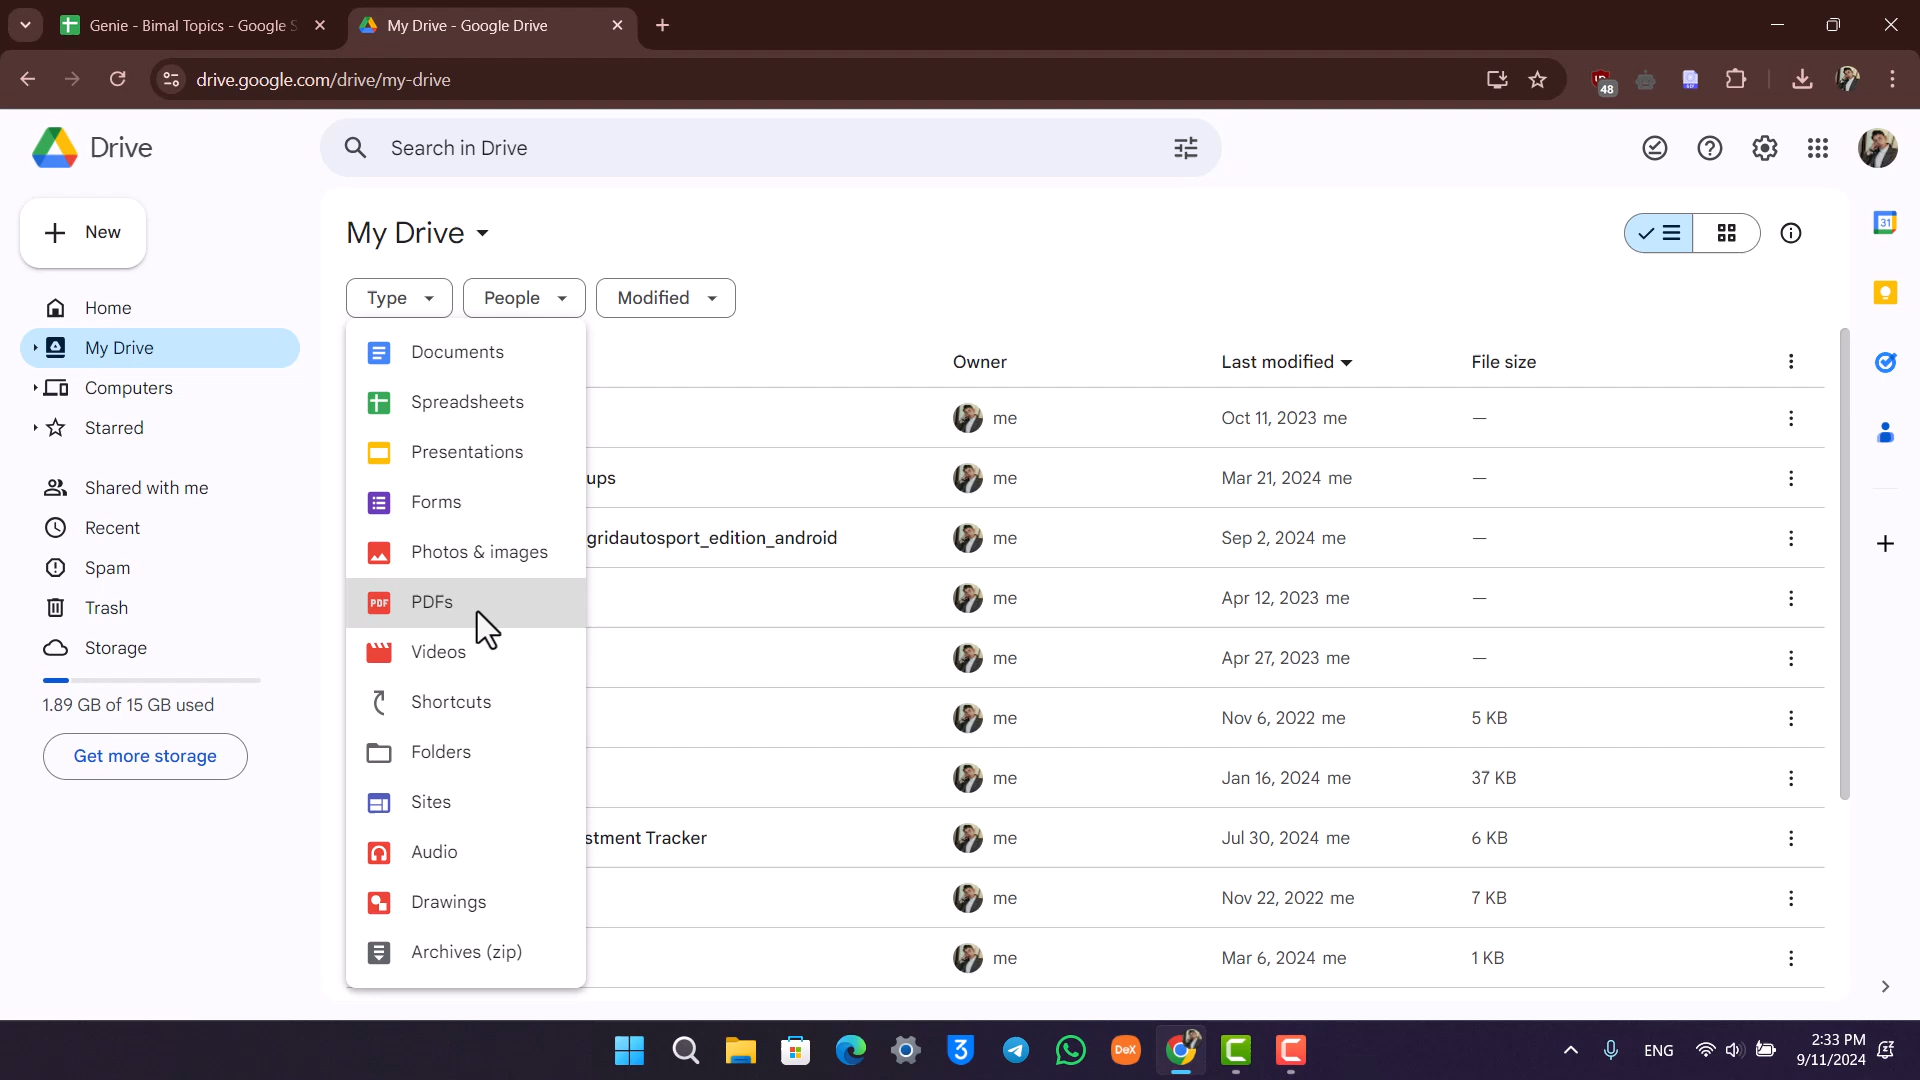 Genie - Bimal Topics - Google S
My Drive - Google Drive
drive.google.com/drive/my-drive
48
Drive
Search in Drive
New
My Drive
31
Type
People
Modified
Home
My Drive
Computers
Starred
Shared with me
Recent
Spam
Trash
Storage
1.89 GB of 15 GB used
Get more storage
Documents
Spreadsheets
Presentations
Forms
Photos & images
PDF PDFs
Videos
Shortcuts
Folders
Sites
Audio
Drawings
Archives (zip)
Owner Last modified File size
me Oct 11, 2023 me —
ups me Mar 21, 2024 me —
gridautosport_edition_android me Sep 2, 2024 me —
me Apr 12, 2023 me —
me Apr 27, 2023 me —
me Nov 6, 2022 me 5 KB
me Jan 16, 2024 me 37 KB
stment Tracker me Jul 30, 2024 me 6 KB
me Nov 22, 2022 me 7 KB
me Mar 6, 2024 me 1 KB
3
DeX
ENG
2:33 PM
9/11/2024